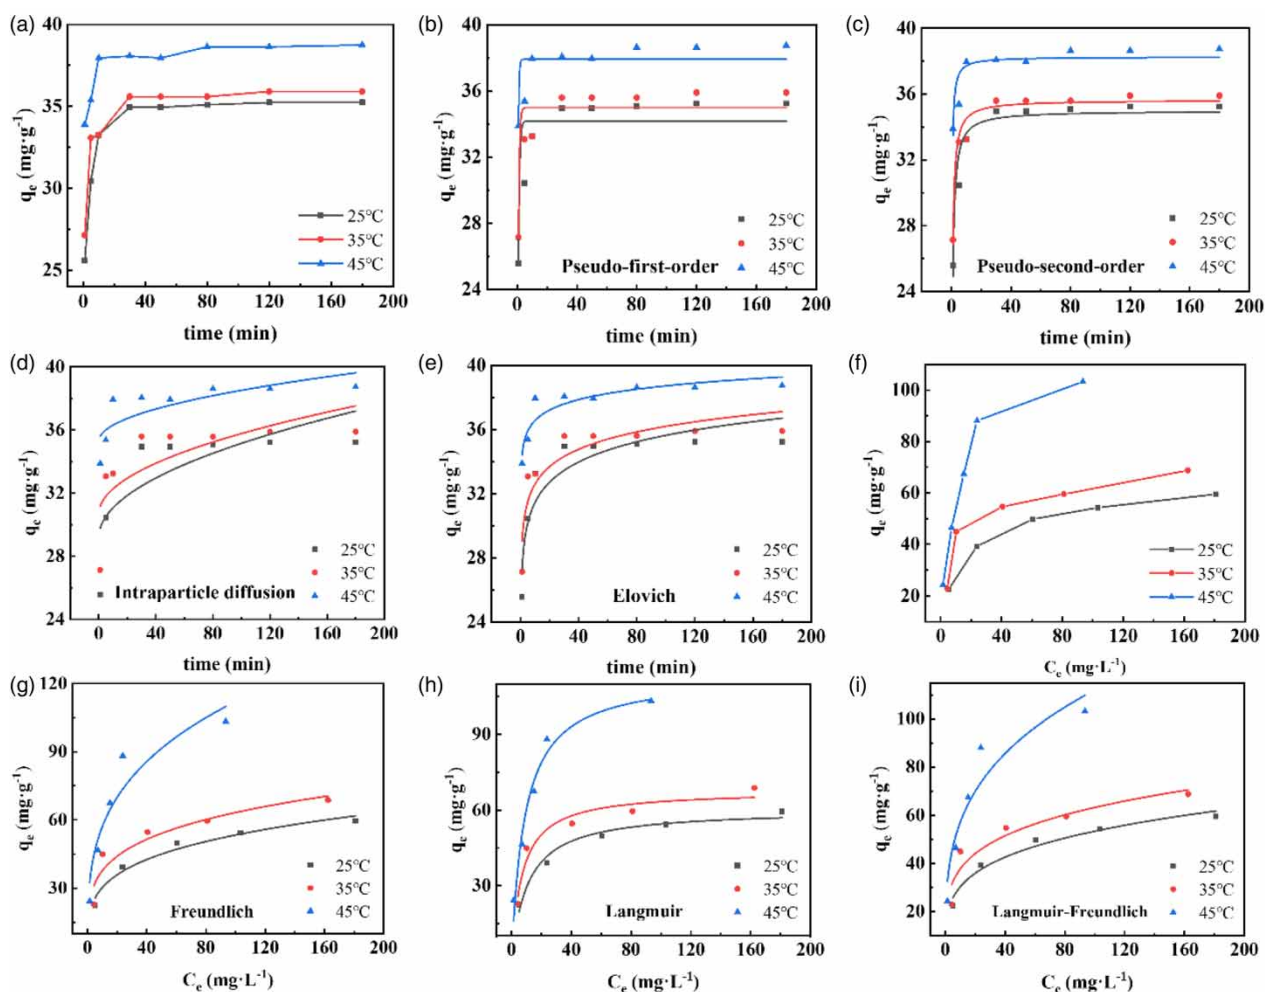 (a)
40
35
30
25
qe (mg·g-1)
0
40
80
120
160
200
25°C
35°C
45°C
time (min)
(b)
40
36
32
28
24
qe (mg·g-1)
0
40
80
120
160
200
25°C
35°C
45°C
Pseudo-first-order
time (min)
(c)
40
36
32
28
24
qe (mg·g-1)
0
40
80
120
160
200
25°C
35°C
45°C
Pseudo-second-order
time (min)
(d)
40
36
32
28
24
qe (mg·g-1)
0
40
80
120
160
200
25°C
35°C
45°C
Intraparticle diffusion
time (min)
(e)
40
36
32
28
24
qe (mg·g-1)
0
40
80
120
160
200
25°C
35°C
45°C
Elovich
time (min)
(f)
100
80
60
40
20
qe (mg·g-1)
0
40
80
120
160
200
25°C
35°C
45°C
Ce (mg·L-1)
(g)
120
90
60
30
qe (mg·g-1)
0
40
80
120
160
200
25°C
35°C
45°C
Freundlich
Ce (mg·L-1)
(h)
90
60
30
qe (mg·g-1)
0
40
80
120
160
200
25°C
35°C
45°C
Langmuir
Ce (mg·L-1)
(i)
100
80
60
40
20
qe (mg·g-1)
0
40
80
120
160
200
25°C
35°C
45°C
Langmuir-Freundlich
Ce (mg·L-1)